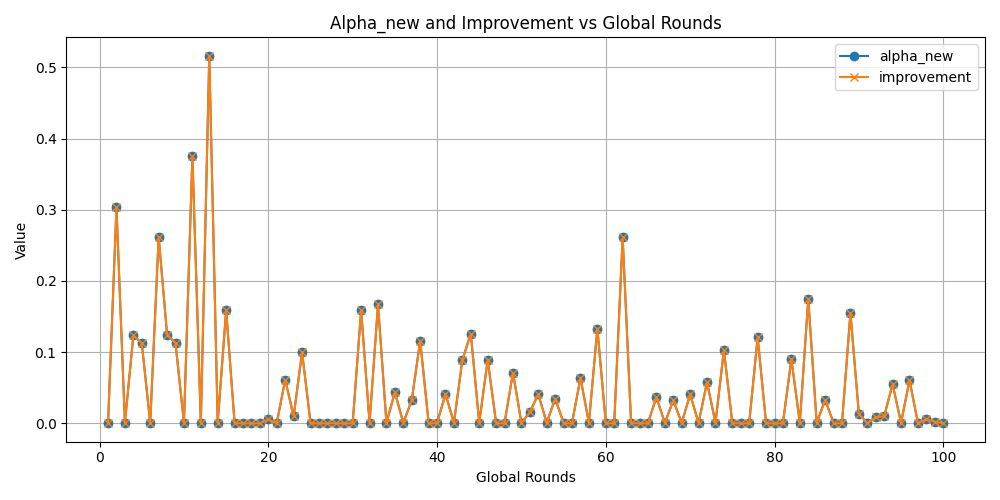 Alpha_new and Improvement vs Global Rounds
alpha_new
improvement
0.5
0.4
0.3
0.2
0.1
0.0
Value
0 20 40 60 80 100
Global Rounds